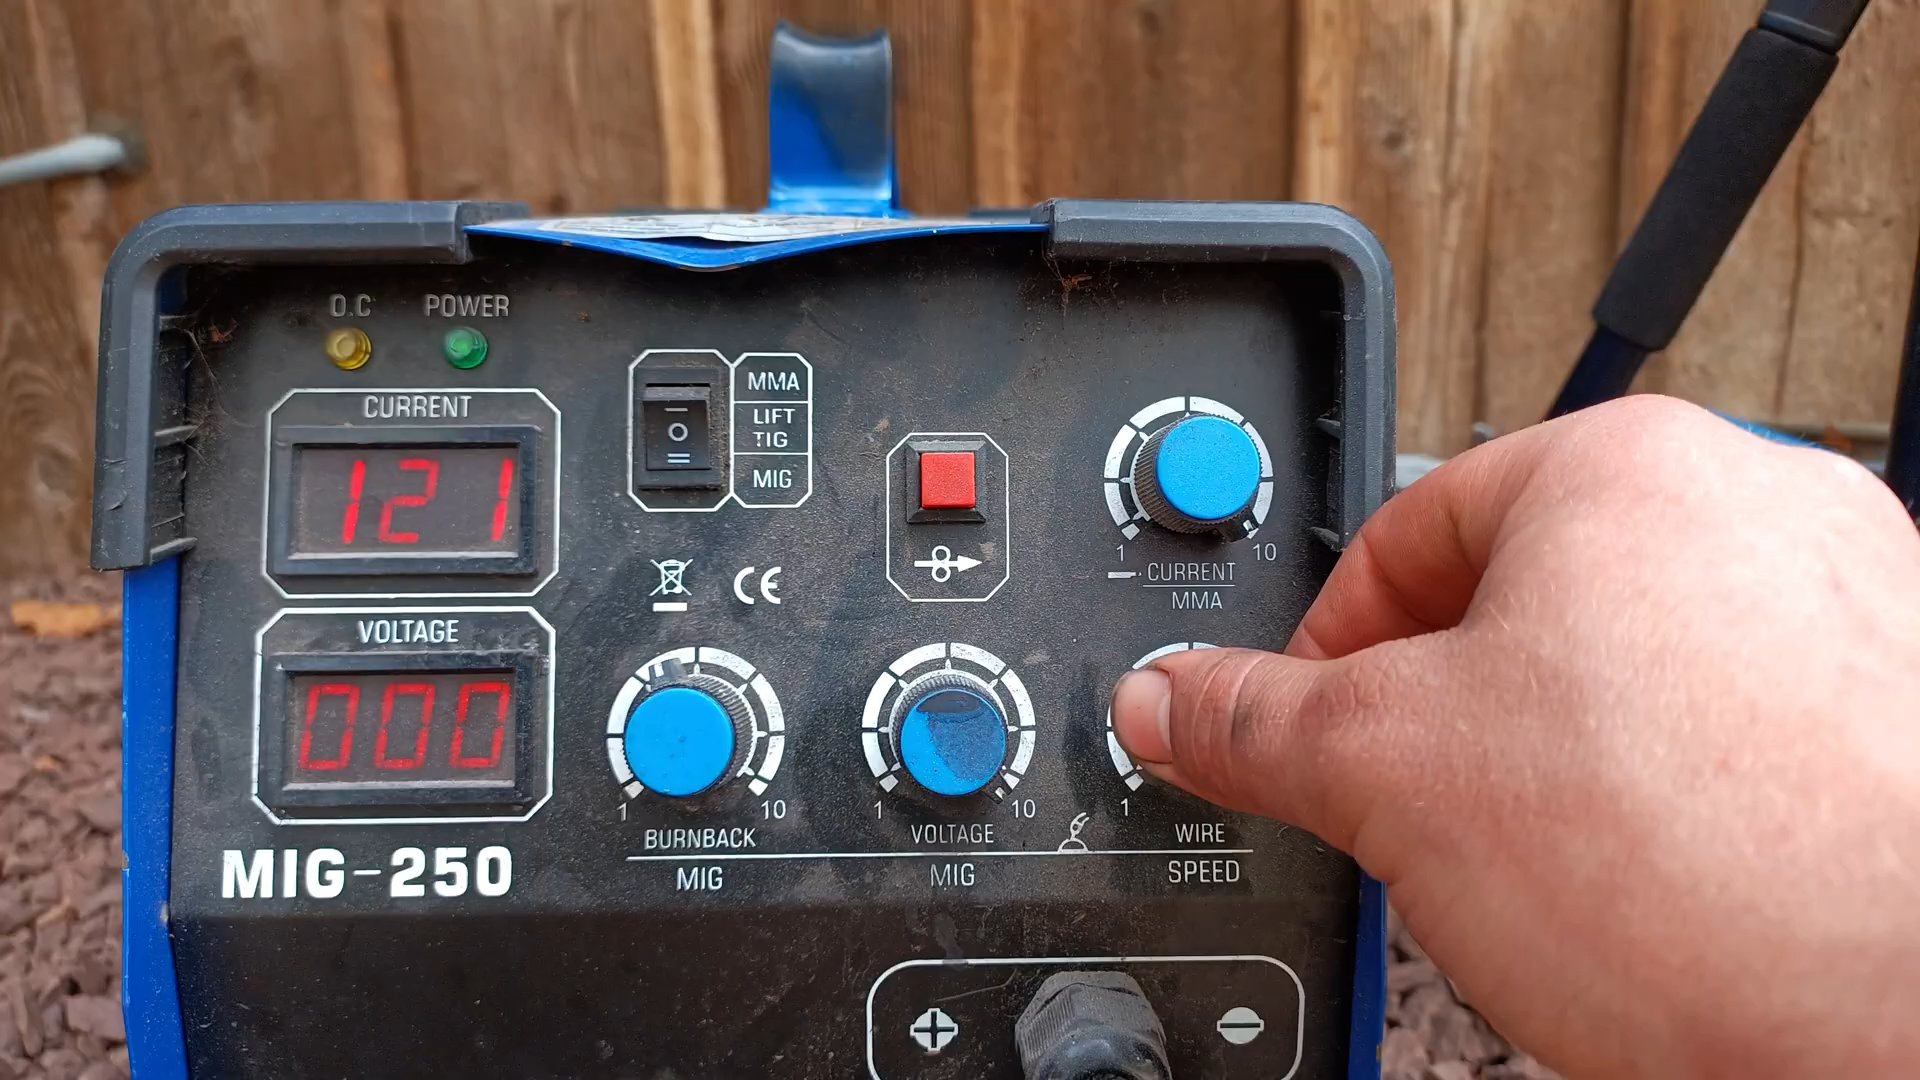 O.C POWER
CURRENT
121
VOLTAGE
000
MIG-250
MMA
LIFT
TIG
MIG
CE
1 10
CURRENT
MMA
1 10
BURNBACK
MIG
1 10
VOLTAGE
MIG
1
WIRE
SPEED